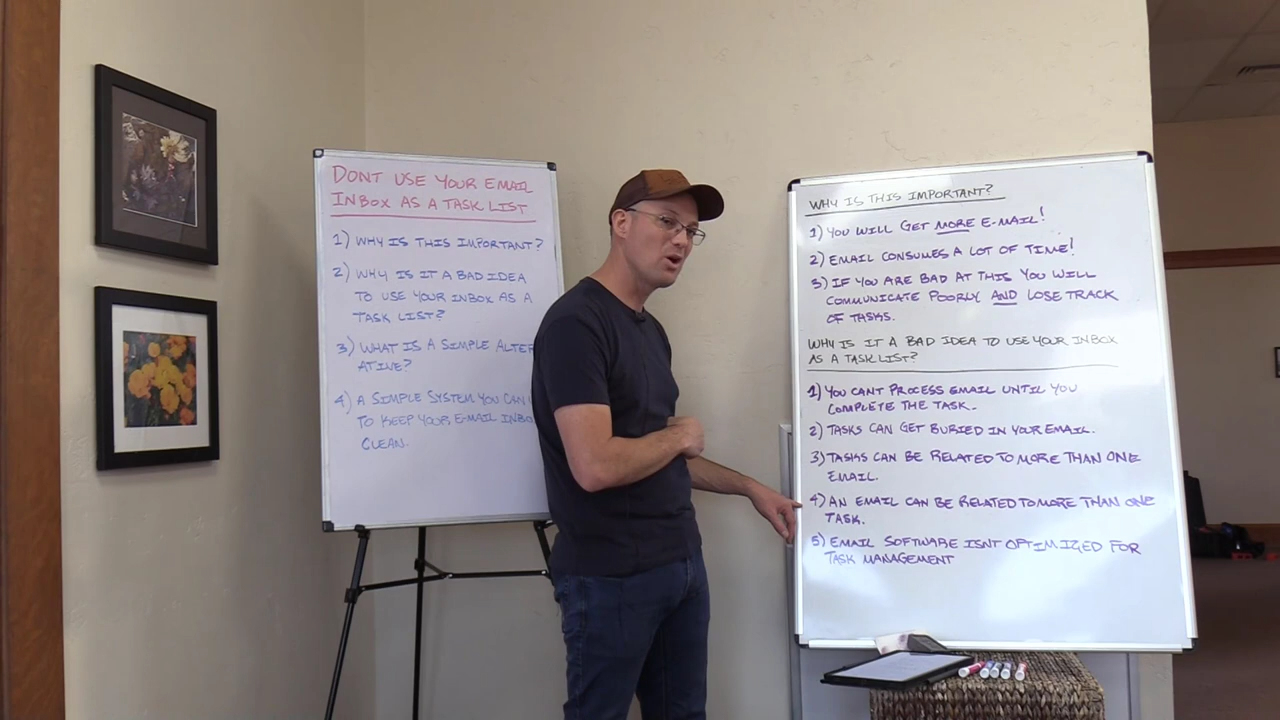 DONT USE YOUR EMAIL
INBOX AS A TASK LIST
1) WHY IS THIS IMPORTANT?
2) WHY IS IT A BAD IDEA
TO USE YOUR INBOX AS A
TASK LIST?
3) WHAT IS A SIMPLE ALTER
ATIVE?
4) A SIMPLE SYSTEM YOU CAN
TO KEEP YOUR E-MAIL INBO
CLEAN.
WHY IS THIS IMPORTANT?
1) YOU WILL GET MORE E-MAIL!
2) EMAIL CONSUMES A LOT OF TIME!
3) IF YOU ARE BAD AT THIS YOU WILL
COMMUNICATE POORLY AND LOSE TRACK
OF TASKS.
WHY IS IT A BAD IDEA TO USE YOUR INBOX
AS A TASK LIST?
1) YOU CANT PROCESS EMAIL UNTIL YOU
COMPLETE THE TASK.
2) TASKS CAN GET BURIED IN YOUR EMAIL.
3) TASKS CAN BE RELATED TO MORE THAN ONE
EMAIL.
4) AN EMAIL CAN BE RELATED TO MORE THAN ONE
TASK.
5) EMAIL SOFTWARE ISNT OPTIMIZED FOR
TASK MANAGEMENT